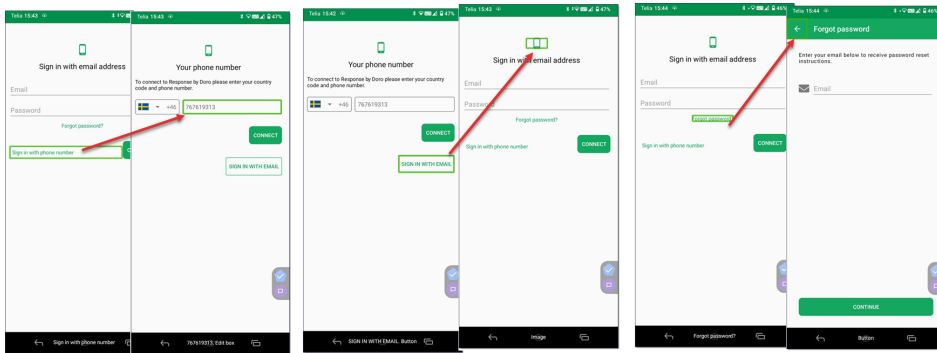 Telia 15:43
47%
Sign in with email address
Email
Password
Forgot password?
Sign in with phone number
Sign in with phone number
Telia 15:43
47%
Your phone number
To connect to Response by Doro please enter your country
code and phone number.
+46
767619313
CONNECT
SIGN IN WITH EMAIL
767619313, Edit box
Telia 15:42
47%
Your phone number
To connect to Response by Doro please enter your country
code and phone number.
+46
767619313
CONNECT
SIGN IN WITH EMAIL
SIGN IN WITH EMAIL, Button
Telia 15:43
47%
Sign in with email address
Email
Password
Forgot password?
Sign in with phone number
CONNECT
Image
Telia 15:44
46%
Sign in with email address
Email
Password
Forgot password?
Sign in with phone number
CONNECT
Forgot password?
Telia 15:44
46%
Forgot password
Enter your email below to receive password reset
instructions.
Email
CONTINUE
Button